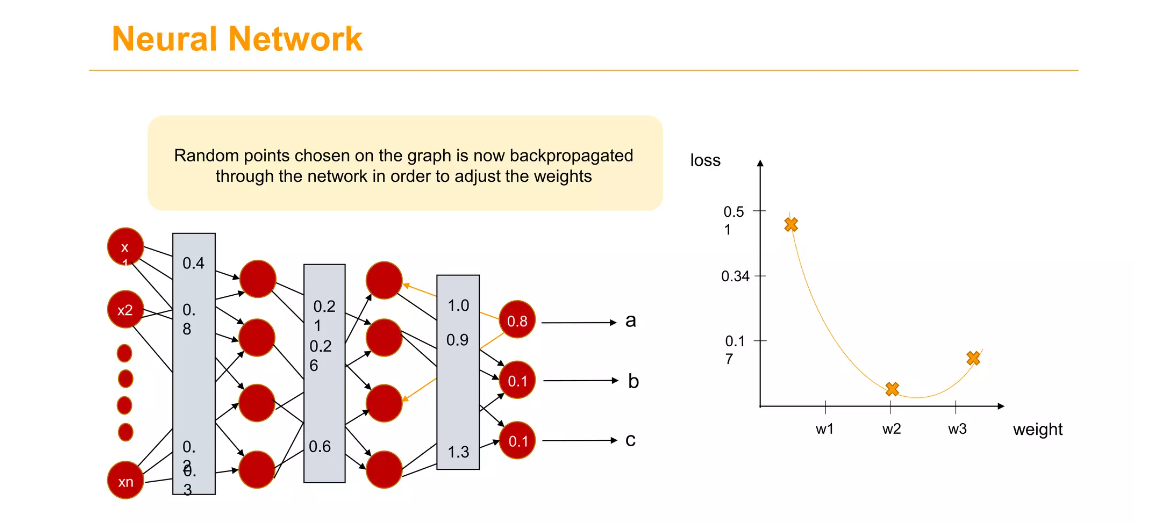 Neural Network
Random points chosen on the graph is now backpropagated
through the network in order to adjust the weights
x
1
x2
xn
0.4
0.
8
0.
2
0.
3
0.2
1
0.2
6
0.6
1.0
0.9
1.3
0.8
0.1
0.1
a
b
c
loss
0.5
1
0.34
0.1
7
w1
w2
w3
weight